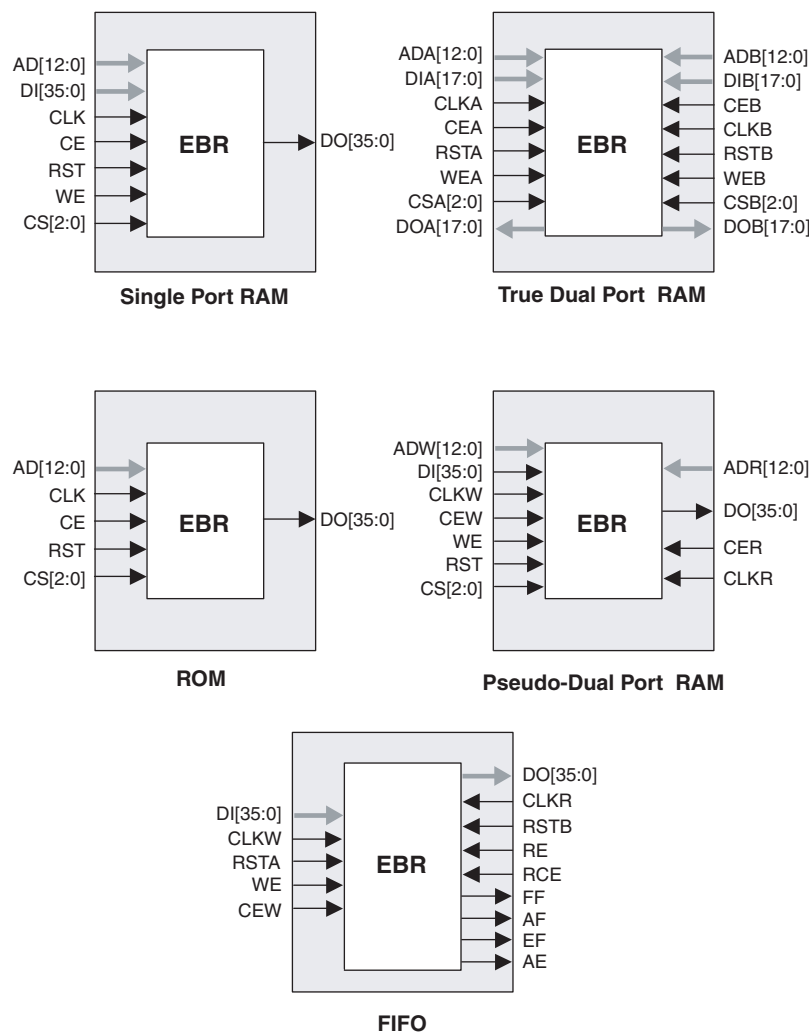 AD[12:0]
DI[35:0]
CLK
CE
RST
WE
CS[2:0]
EBR
DO[35:0]
Single Port RAM
ADA[12:0]
DIA[17:0]
CLKA
CEA
RSTA
WEA
CSA[2:0]
DOA[17:0]
EBR
ADB[12:0]
DIB[17:0]
CEB
CLKB
RSTB
WEB
CSB[2:0]
DOB[17:0]
True Dual Port RAM
AD[12:0]
CLK
CE
RST
CS[2:0]
EBR
DO[35:0]
ROM
ADW[12:0]
DI[35:0]
CLKW
CEW
WE
RST
CS[2:0]
EBR
ADR[12:0]
DO[35:0]
CER
CLKR
Pseudo-Dual Port RAM
DI[35:0]
CLKW
RSTA
WE
CEW
EBR
DO[35:0]
CLKR
RSTB
RE
RCE
FF
AF
EF
AE
FIFO